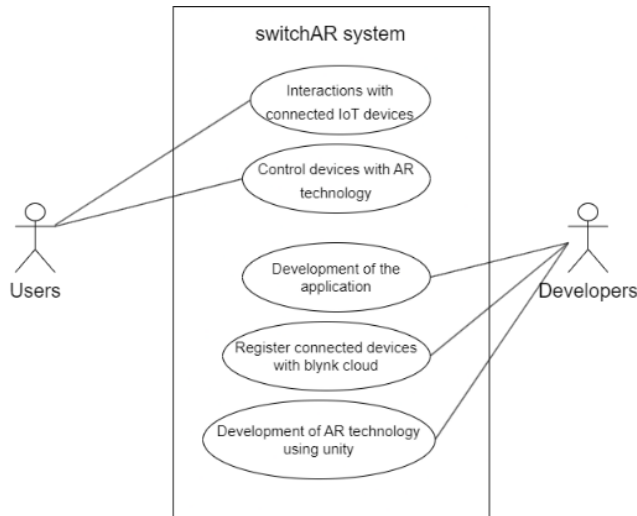 switchAR system
Interactions with
connected IoT devices
Control devices with AR
technology
Users
Developers
Development of the
application
Register connected devices
with blynk cloud
Development of AR technology
using unity